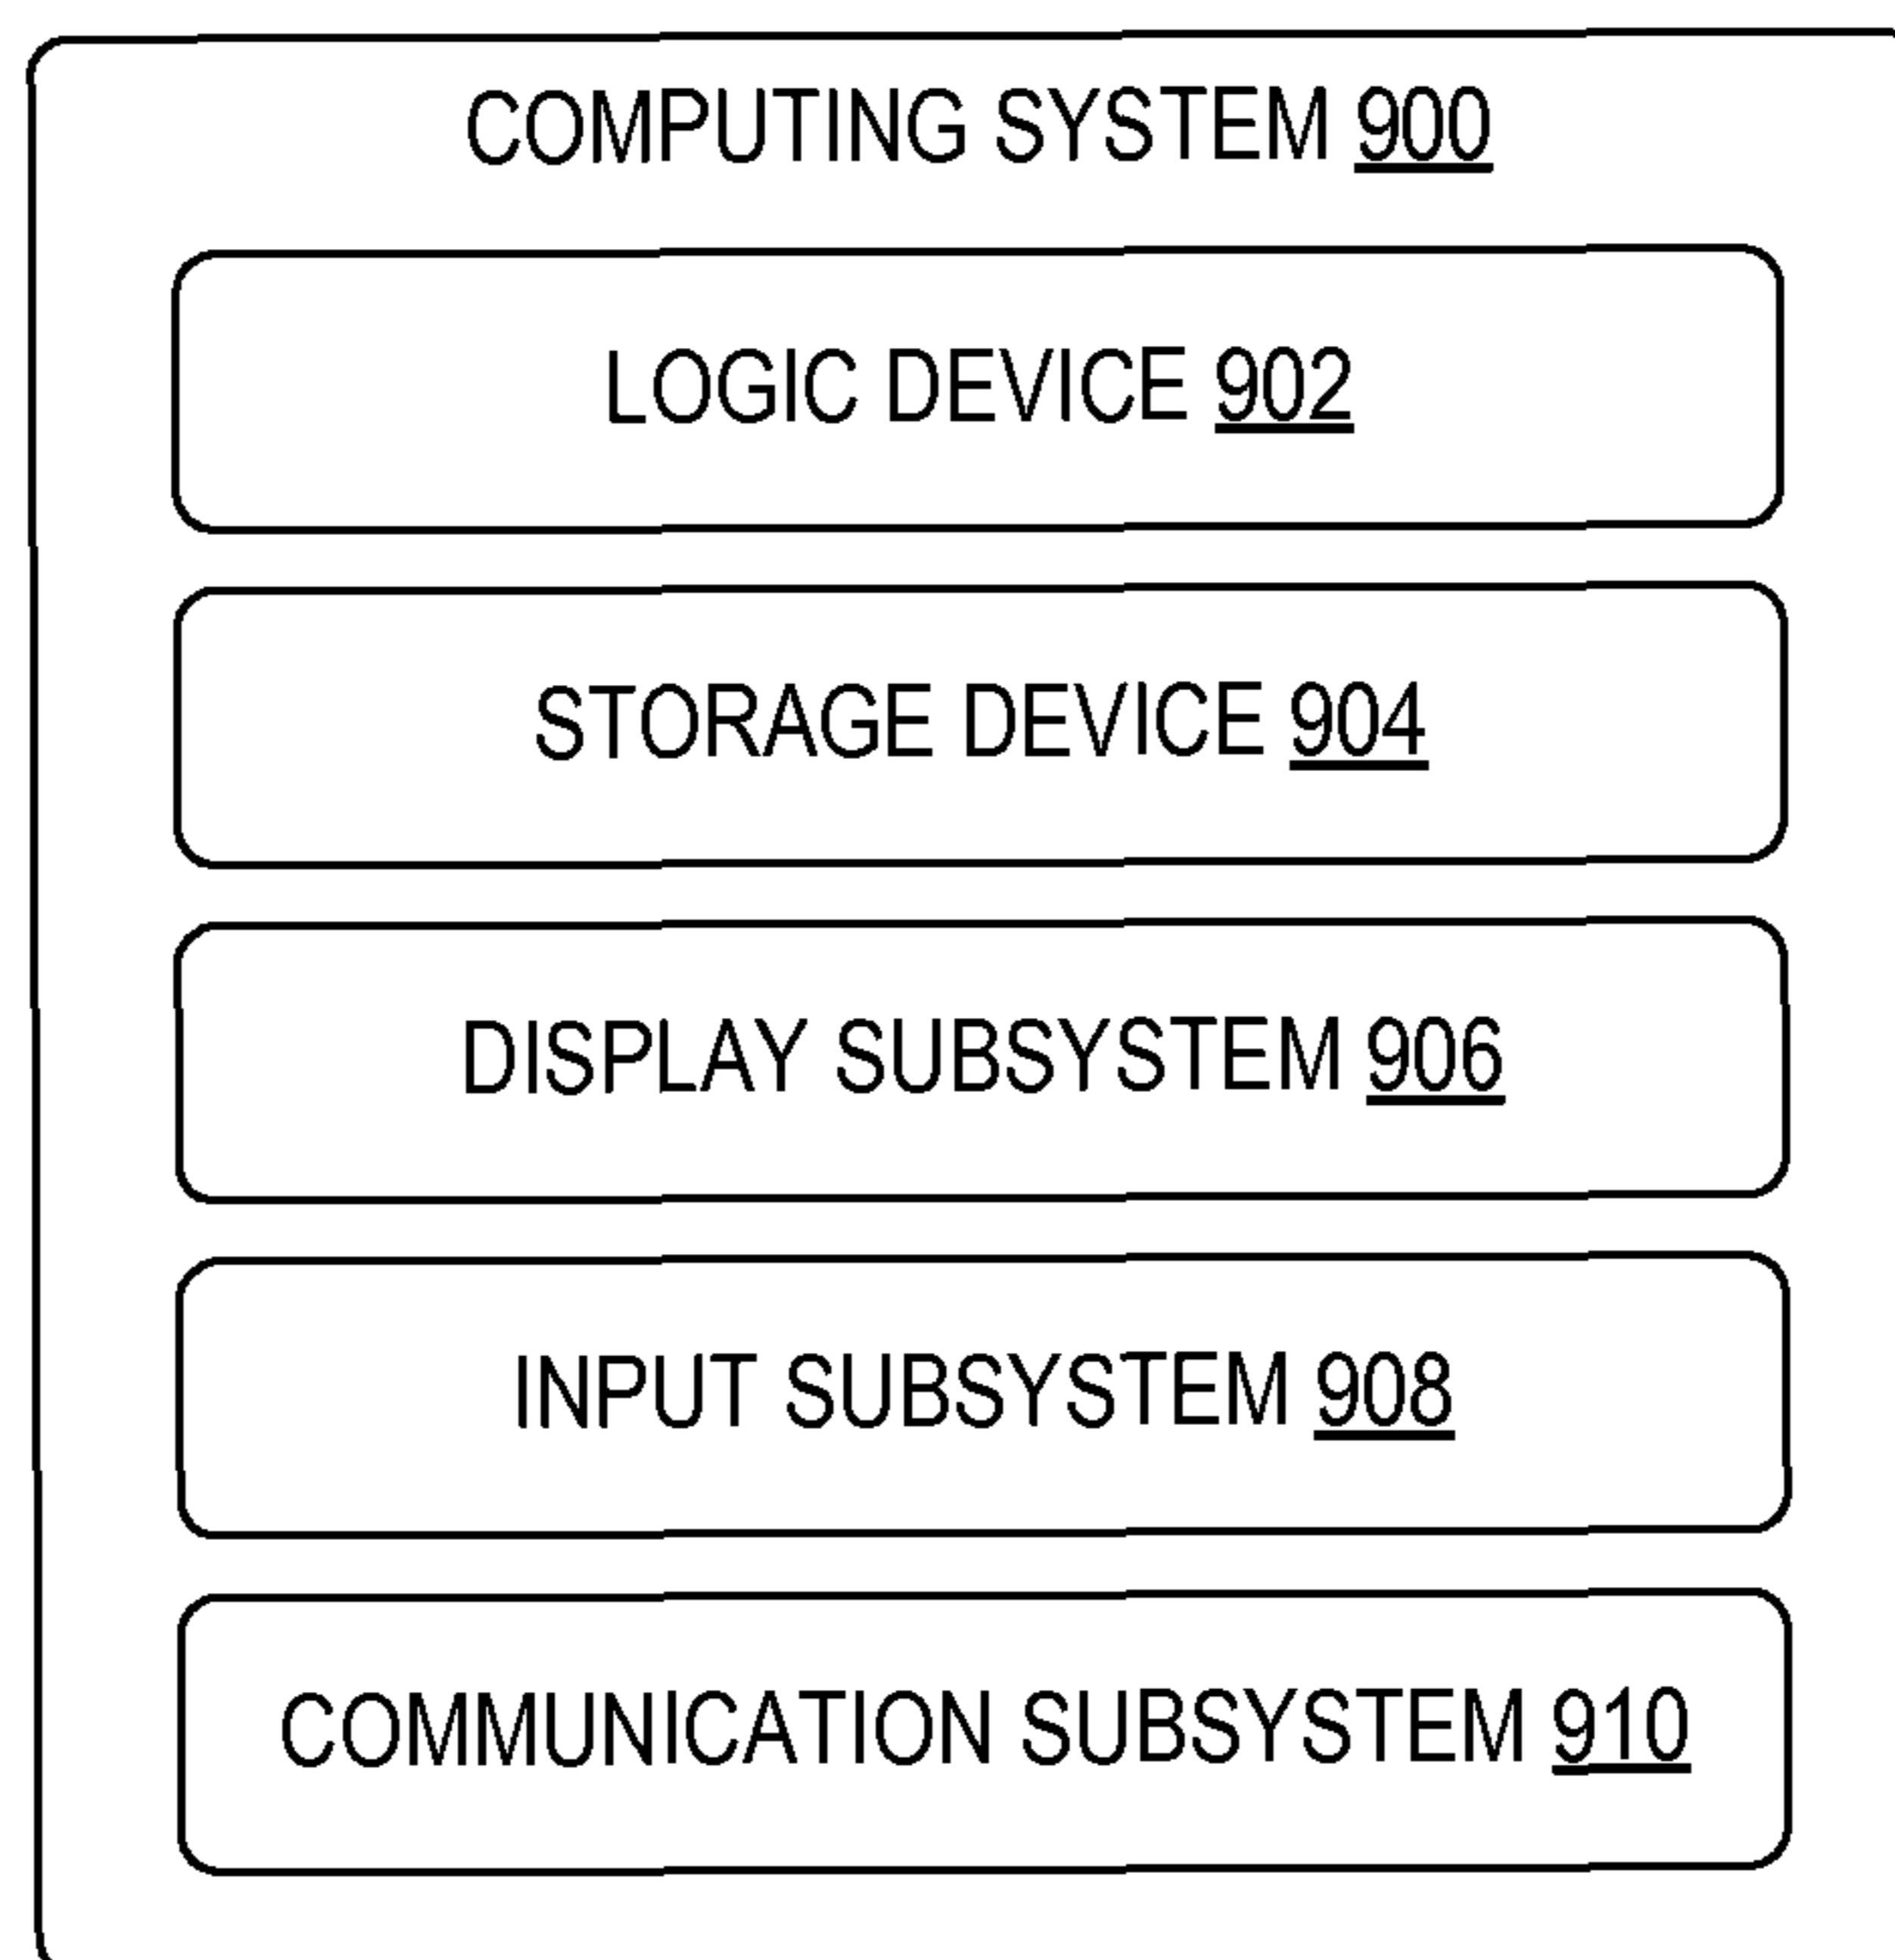 COMPUTING SYSTEM 900
LOGIC DEVICE 902
STORAGE DEVICE 904
DISPLAY SUBSYSTEM 906
INPUT SUBSYSTEM 908
COMMUNICATION SUBSYSTEM 910